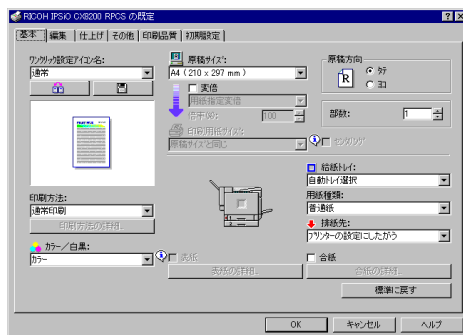 RICOH IPSiO CX8200 RPCS の既定
基本 編集 仕上げ その他 印刷品質 初期設定
ワンクリック設定アイコン名:
通常
原稿サイズ:
A4 (210 x 297 mm)
変倍
用紙指定変倍
倍率(%): 100
印刷用紙サイズ:
原稿サイズと同じ
原稿方向
タテ
ヨコ
部数: 1
ソート
印刷方法:
通常印刷
印刷方法の詳細...
カラー/白黒:
カラー
給紙トレイ:
自動トレイ選択
用紙種類:
普通紙
排紙先:
プリンターの設定にしたがう
表紙
表紙の詳細...
合紙
合紙の詳細...
標準に戻す
OK キャンセル ヘルプ